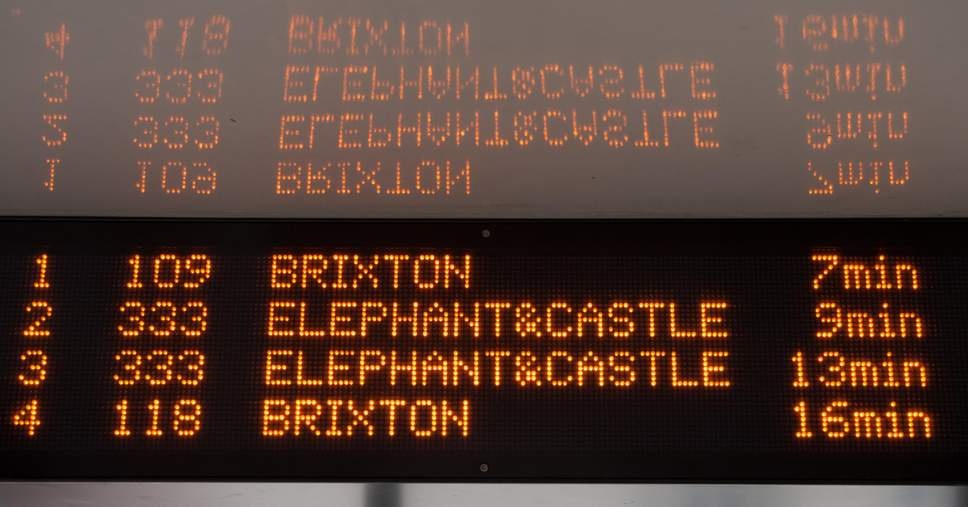 1 109 BRIXTON 7min
2 333 ELEPHANT&CASTLE 9min
3 333 ELEPHANT&CASTLE 13min
4 118 BRIXTON 16min